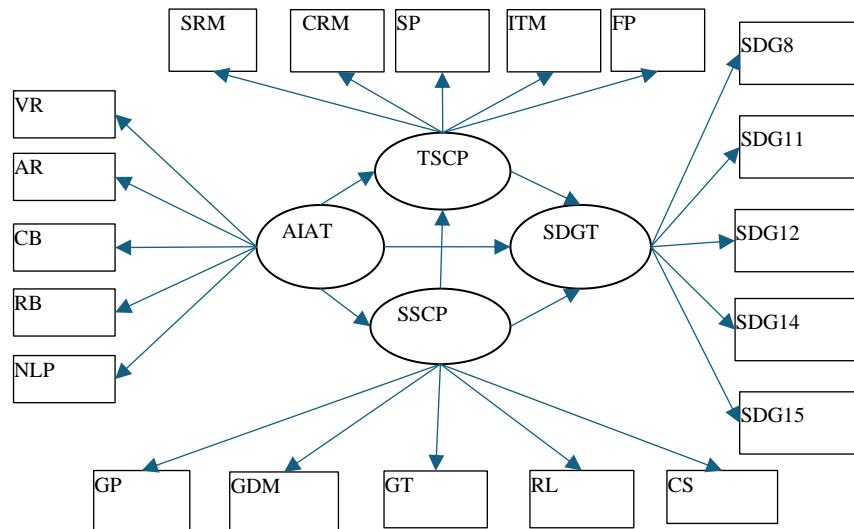 SRM
CRM
SP
ITM
FP
SDG8
VR
SDG11
AR
TSCP
CB
AIAT
SDGT
SDG12
RB
SSCP
SDG14
NLP
SDG15
GP
GDM
GT
RL
CS